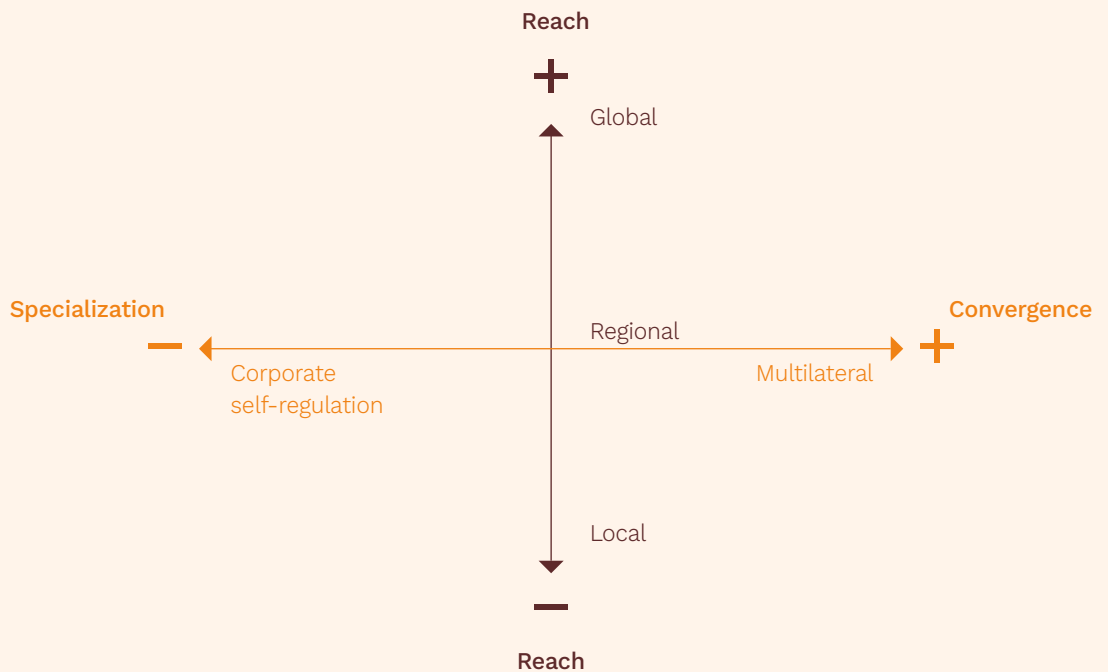 Reach
Global
Specialization
Convergence
Regional
Corporate
self-regulation
Multilateral
Local
Reach